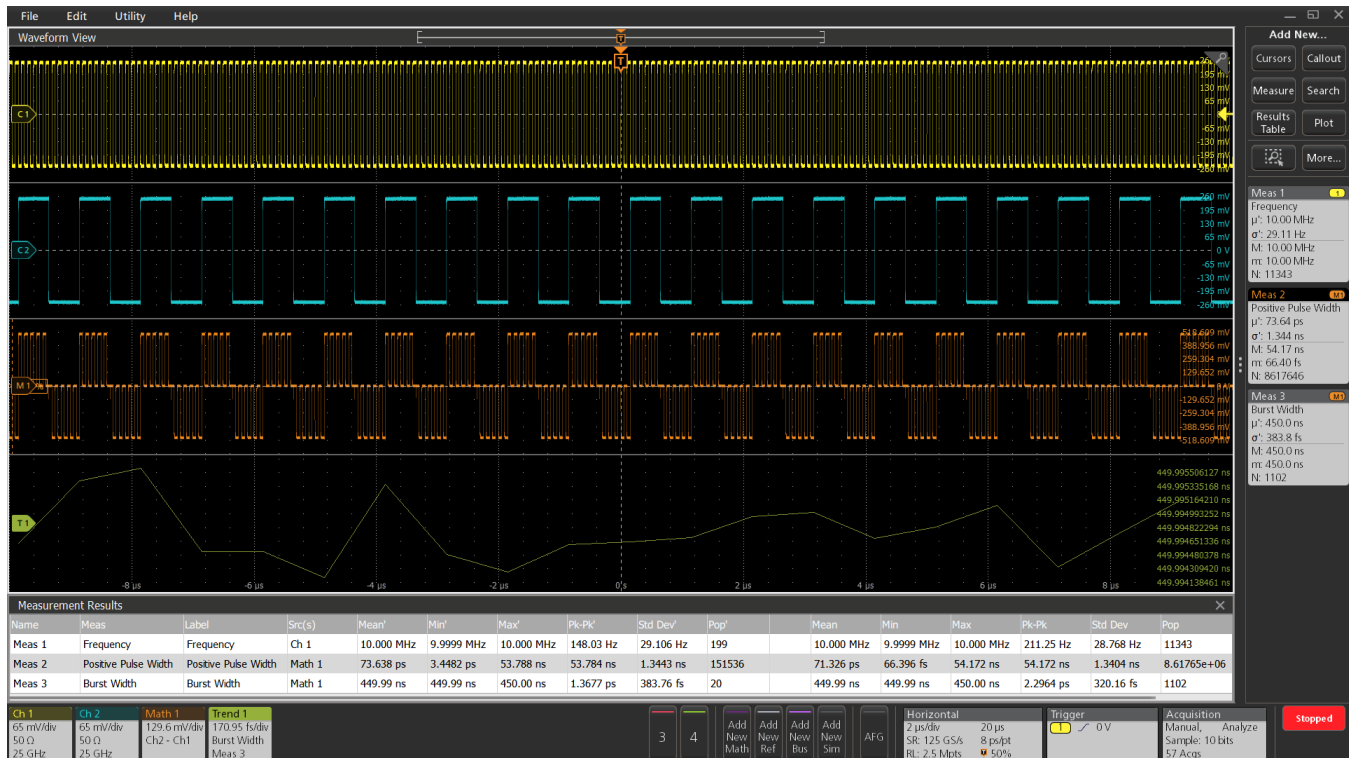 File Edit Utility Help
Waveform View
Add New...
Cursors Callout
Measure Search
Results Table Plot
More...
T
T
C1
195 mV
130 mV
65 mV
-65 mV
-130 mV
-195 mV
-260 mV
C2
260 mV
195 mV
130 mV
65 mV
0 V
-65 mV
-130 mV
-195 mV
-260 mV
M 1
518.609 mV
388.956 mV
259.304 mV
129.652 mV
0 V
-129.652 mV
-259.304 mV
-388.956 mV
-518.609 mV
T 1
449.995506127 ns
449.995335168 ns
449.995164210 ns
449.994993252 ns
449.994822294 ns
449.994651336 ns
449.994480378 ns
449.994309420 ns
449.994138461 ns
-8 µs -6 µs -4 µs -2 µs 0 s 2 µs 4 µs 6 µs 8 µs
Meas 1 1
Frequency
µ': 10.00 MHz
σ': 29.11 Hz
M: 10.00 MHz
m: 10.00 MHz
N: 11343
Meas 2 M1
Positive Pulse Width
µ': 73.64 ps
σ': 1.344 ns
M: 54.17 ns
m: 66.40 fs
N: 8617646
Meas 3 M1
Burst Width
µ': 450.0 ns
σ': 383.8 fs
M: 450.0 ns
m: 450.0 ns
N: 1102
Measurement Results
Name Meas Label Src(s) Mean' Min' Max' Pk-Pk' Std Dev' Pop' Mean Min Max Pk-Pk Std Dev Pop
Meas 1 Frequency Frequency Ch 1 10.000 MHz 9.9999 MHz 10.000 MHz 148.03 Hz 29.106 Hz 199 10.000 MHz 9.9999 MHz 10.000 MHz 211.25 Hz 28.768 Hz 11343
Meas 2 Positive Pulse Width Positive Pulse Width Math 1 73.638 ps 3.4482 ps 53.788 ns 53.784 ns 1.3443 ns 151536 71.326 ps 66.396 fs 54.172 ns 54.172 ns 1.3404 ns 8.61765e+06
Meas 3 Burst Width Burst Width Math 1 449.99 ns 449.99 ns 450.00 ns 1.3677 ps 383.76 fs 20 449.99 ns 449.99 ns 450.00 ns 2.2964 ps 320.16 fs 1102
Ch 1
65 mV/div
50 Ω
25 GHz
Ch 2
65 mV/div
50 Ω
25 GHz
Math 1
129.6 mV/div
Ch2 - Ch1
Trend 1
170.95 fs/div
Burst Width
Meas 3
3
4
Add New Math
Add New Ref
Add New Bus
Add New Sim
AFG
Horizontal
2 µs/div 20 µs
SR: 125 GS/s 8 ps/pt
RL: 2.5 Mpts 50%
Trigger
1 0 V
Acquisition
Manual, Analyze
Sample: 10 bits
57 Acqs
Stopped